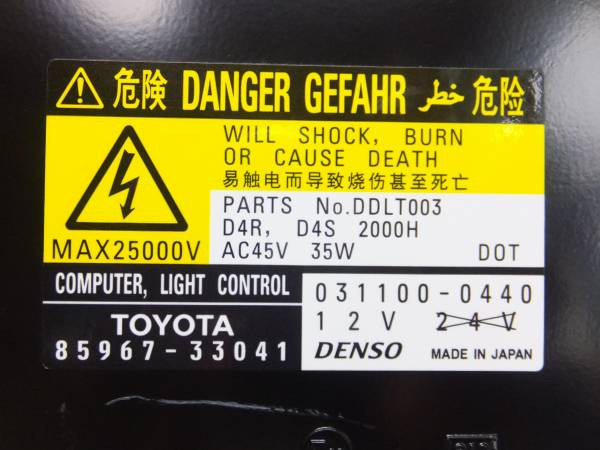 危険 DANGER GEFAHR خطر 危险
WILL SHOCK, BURN
OR CAUSE DEATH
易触电而导致烧伤甚至死亡
MAX25000V
PARTS No.DDLT003
D4R, D4S 2000H
AC45V 35W DOT
COMPUTER, LIGHT CONTROL
TOYOTA
85967-33041
031100-0440
12V 24V
DENSO MADE IN JAPAN